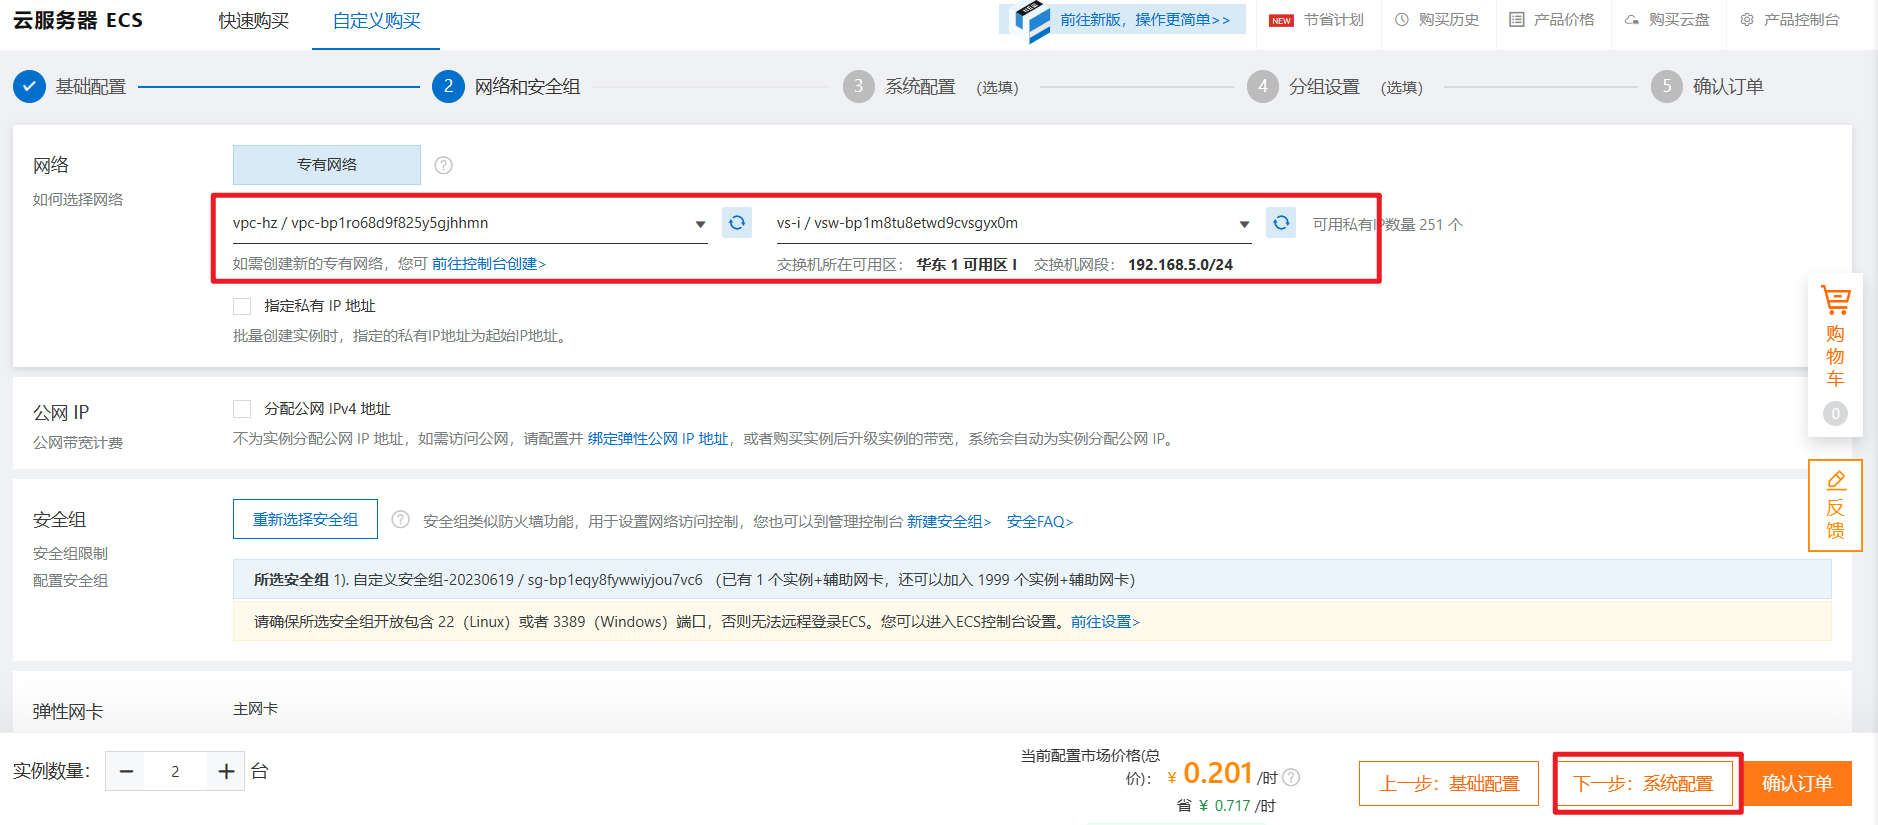 云服务器 ECS
快速购买
自定义购买
NEW
前往新版，操作更简单>>
NEW
节省计划
购买历史
产品价格
购买云盘
产品控制台
基础配置
2
网络和安全组
3
系统配置 (选填)
4
分组设置 (选填)
5
确认订单
网络
如何选择网络
专有网络
?
vpc-hz / vpc-bp1ro68d9f825y5gjhhmn
vs-i / vsw-bp1m8tu8etwd9cvsgyx0m
可用私有IP数量 251 个
如需创建新的专有网络，您可 前往控制台创建>
交换机所在可用区： 华东 1 可用区 I 交换机网段： 192.168.5.0/24
指定私有 IP 地址
批量创建实例时，指定的私有IP地址为起始IP地址。
公网 IP
公网带宽计费
分配公网 IPv4 地址
不为实例分配公网 IP 地址，如需访问公网，请配置并 绑定弹性公网 IP 地址，或者购买实例后升级实例的带宽，系统会自动为实例分配公网 IP。
安全组
安全组限制
配置安全组
重新选择安全组
?
安全组类似防火墙功能，用于设置网络访问控制，您也可以到管理控制台 新建安全组> 安全FAQ>
所选安全组 1). 自定义安全组-20230619 / sg-bp1eqy8fywwiyjou7vc6 （已有 1 个实例+辅助网卡，还可以加入 1999 个实例+辅助网卡）
请确保所选安全组开放包含 22（Linux）或者 3389（Windows）端口，否则无法远程登录ECS。您可以进入ECS控制台设置。前往设置>
弹性网卡
主网卡
购物车
0
反馈
实例数量：
− 2 + 台
当前配置市场价格(总价)：
¥ 0.201 /时
?
省 ¥ 0.717 /时
上一步：基础配置
下一步：系统配置
确认订单